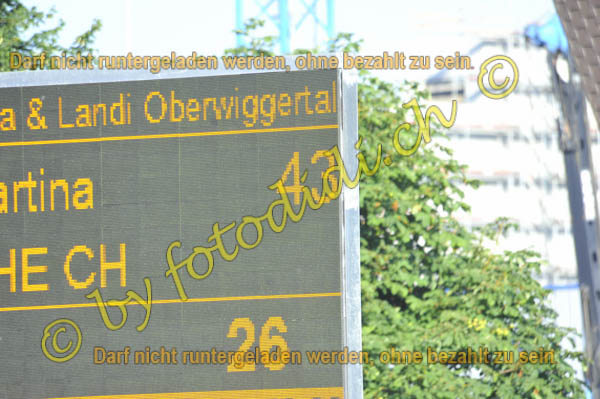 Darf nicht runtergeladen werden, ohne bezahlt zu sein.
a & Landi Oberwiggertal
artina 43
HE CH
© by fotodidi.ch ©
26
Darf nicht runtergeladen werden, ohne bezahlt zu sein